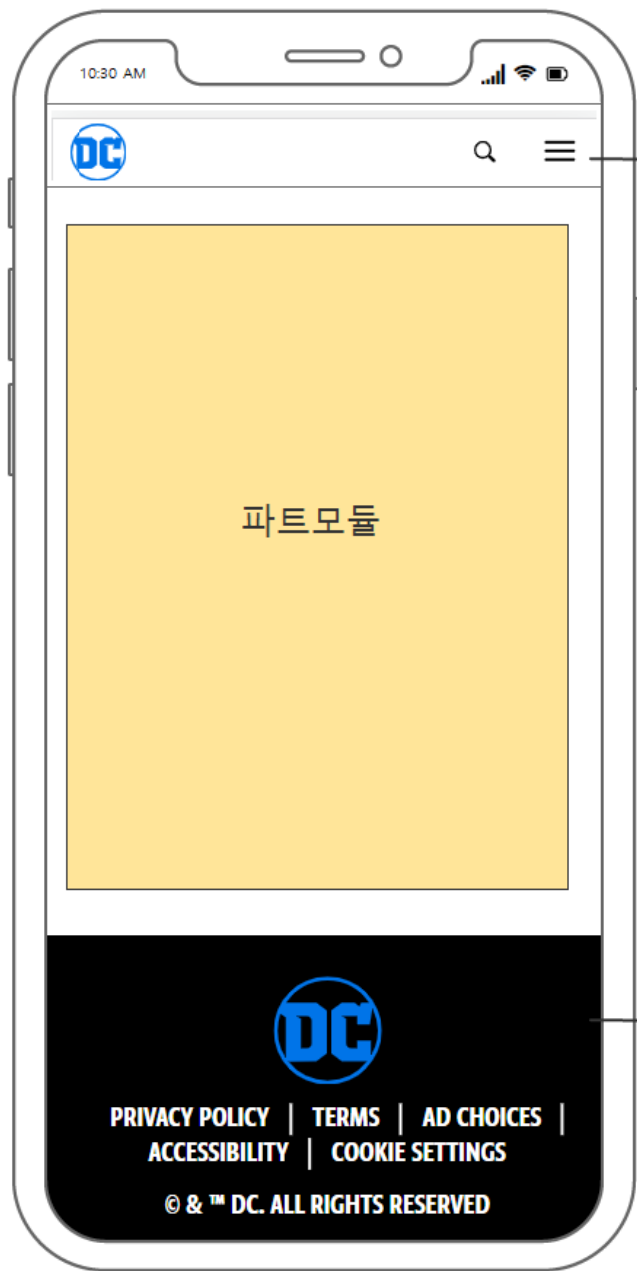 10:30 AM
DC
파트모듈
DC
PRIVACY POLICY | TERMS | AD CHOICES |
ACCESSIBILITY | COOKIE SETTINGS
© & ™ DC. ALL RIGHTS RESERVED